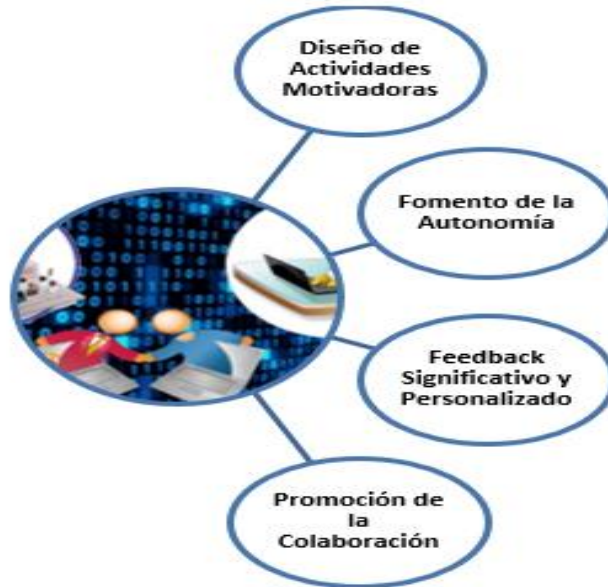 Diseño de
Actividades
Motivadoras
Fomento de la
Autonomía
Feedback
Significativo y
Personalizado
Promoción de
la
Colaboración